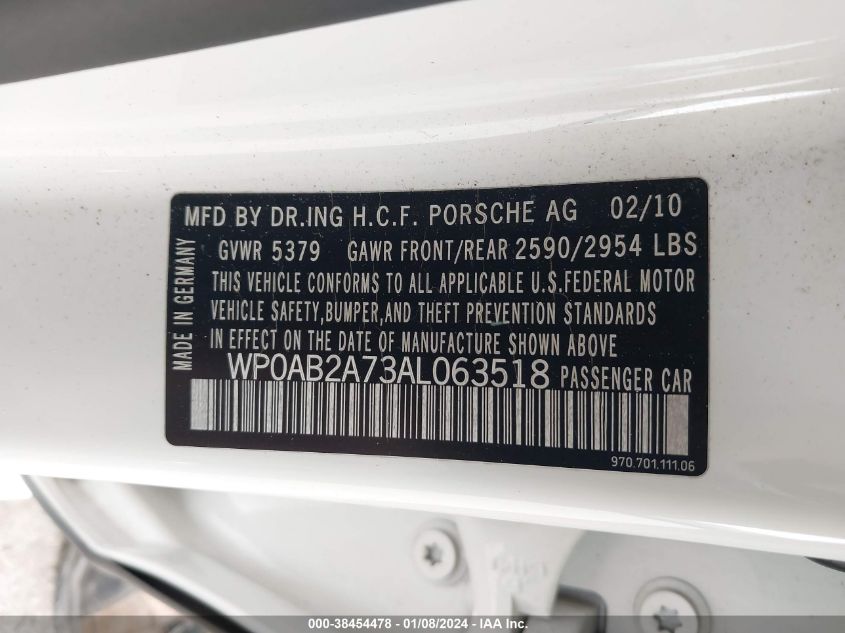 MFD BY DR.ING H.C.F. PORSCHE AG 02/10
GVWR 5379 GAWR FRONT/REAR 2590/2954 LBS
THIS VEHICLE CONFORMS TO ALL APPLICABLE U.S.FEDERAL MOTOR
VEHICLE SAFETY,BUMPER,AND THEFT PREVENTION STANDARDS
IN EFFECT ON THE DATE OF MANUFACTURE SHOWN ABOVE.
WP0AB2A73AL063518 PASSENGER CAR
MADE IN GERMANY
970.701.111.06
000-38454478 - 01/08/2024 - IAA Inc.